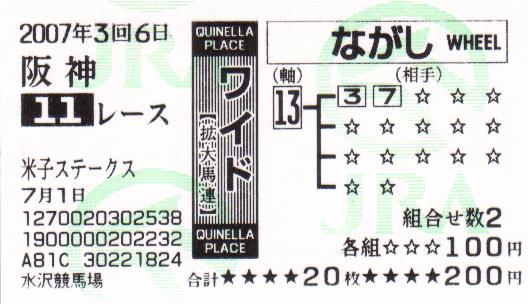 2007年3回6日
阪神
11レース
米子ステークス
7月1日
1270020302538
1900000202232
A81C 30221824
水沢競馬場
QUINELLA
PLACE
ワイド
【拡大馬連】
QUINELLA
PLACE
ながし WHEEL
(軸) (相手)
13 3 7 ☆ ☆ ☆
☆ ☆ ☆ ☆ ☆
☆ ☆ ☆ ☆ ☆
☆ ☆
組合せ数2
各組☆☆☆100円
合計★★★★20枚★★★★200円
JRA